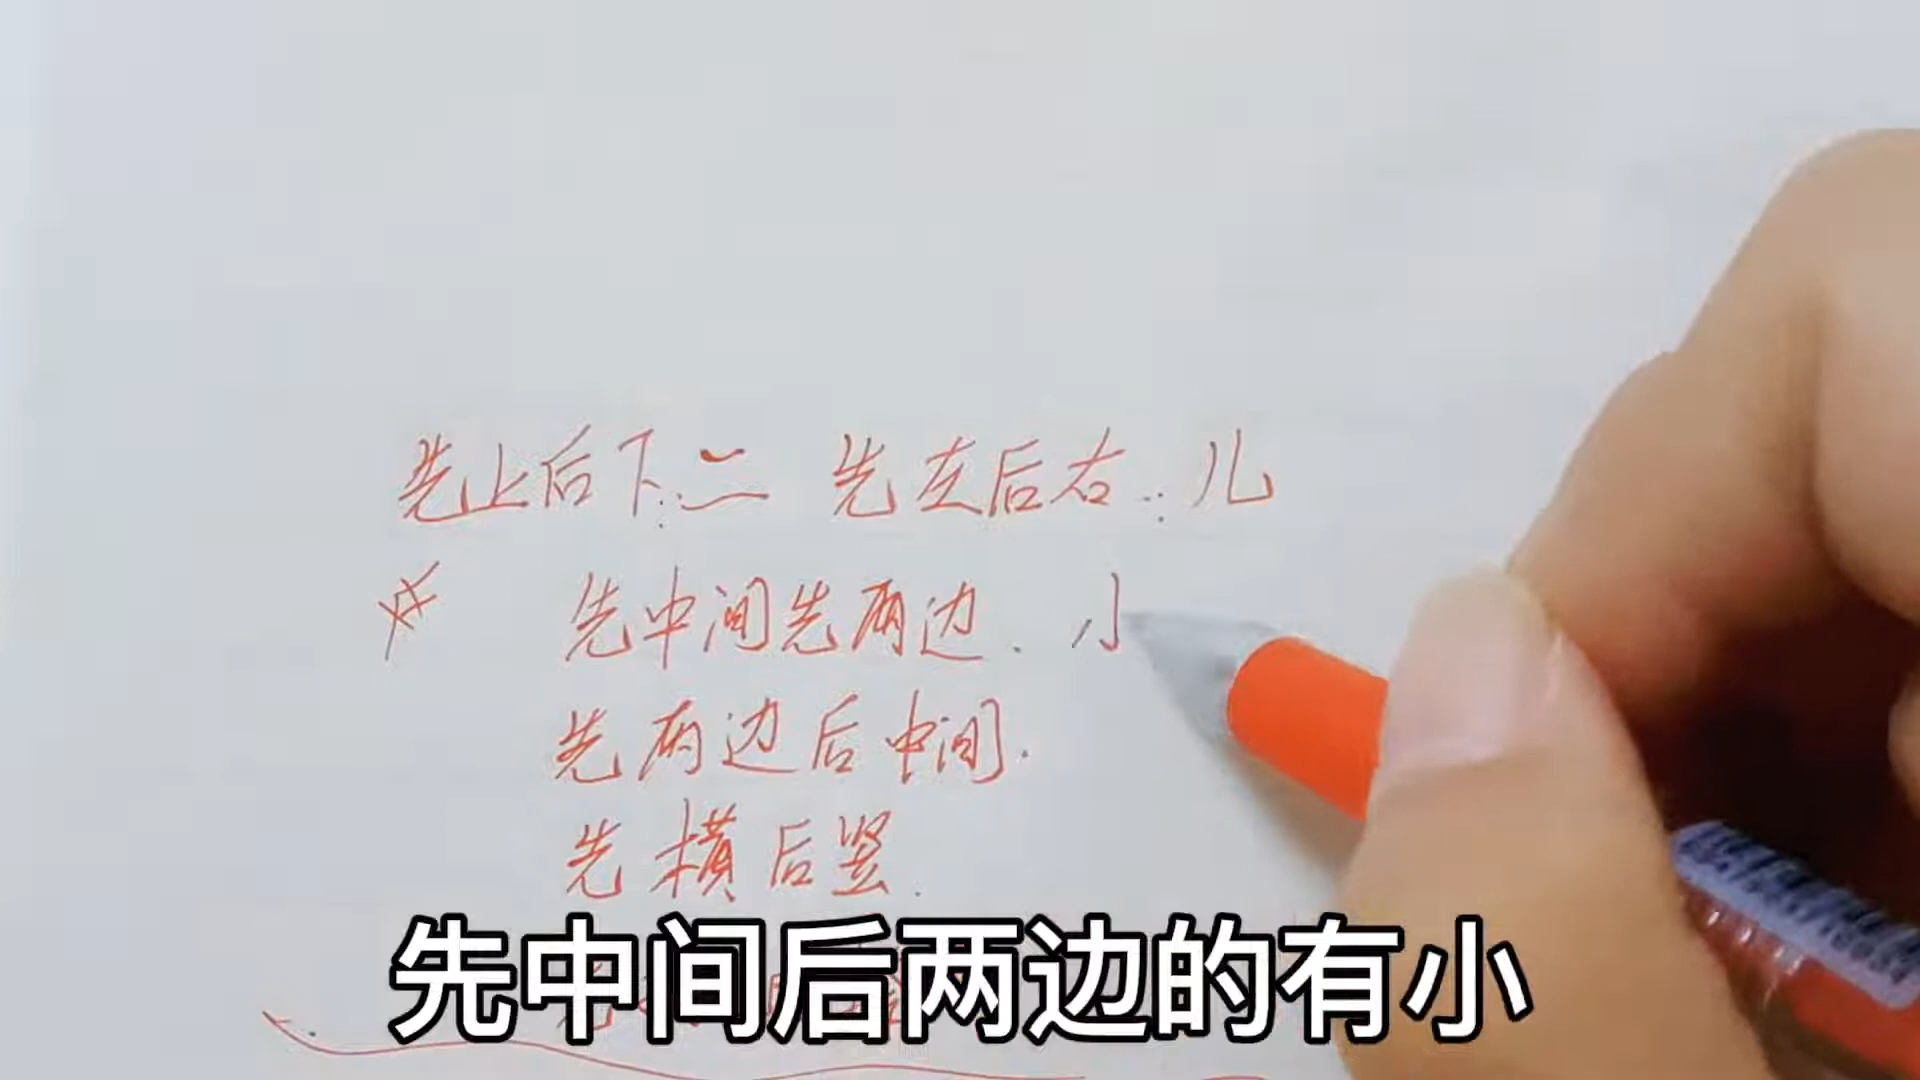 先上后下:二 先左后右:儿
先中间先两边.小
先两边后中间.
先横后竖.
先中间后两边的有小